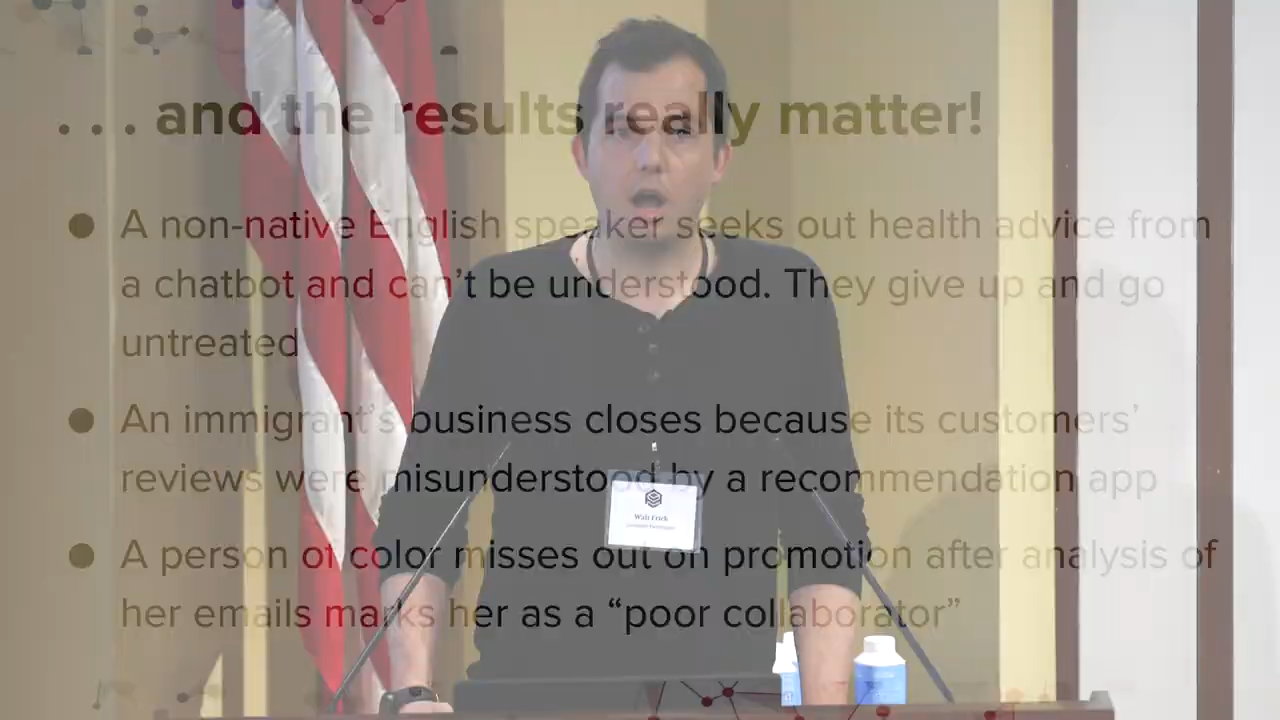 . . . and the results really matter!
● A non-native English speaker seeks out health advice from
a chatbot and can’t be understood. They give up and go
untreated
● An immigrant’s business closes because its customers’
reviews were misunderstood by a recommendation app
● A person of color misses out on promotion after analysis of
her emails marks her as a “poor collaborator”
Walt Frick